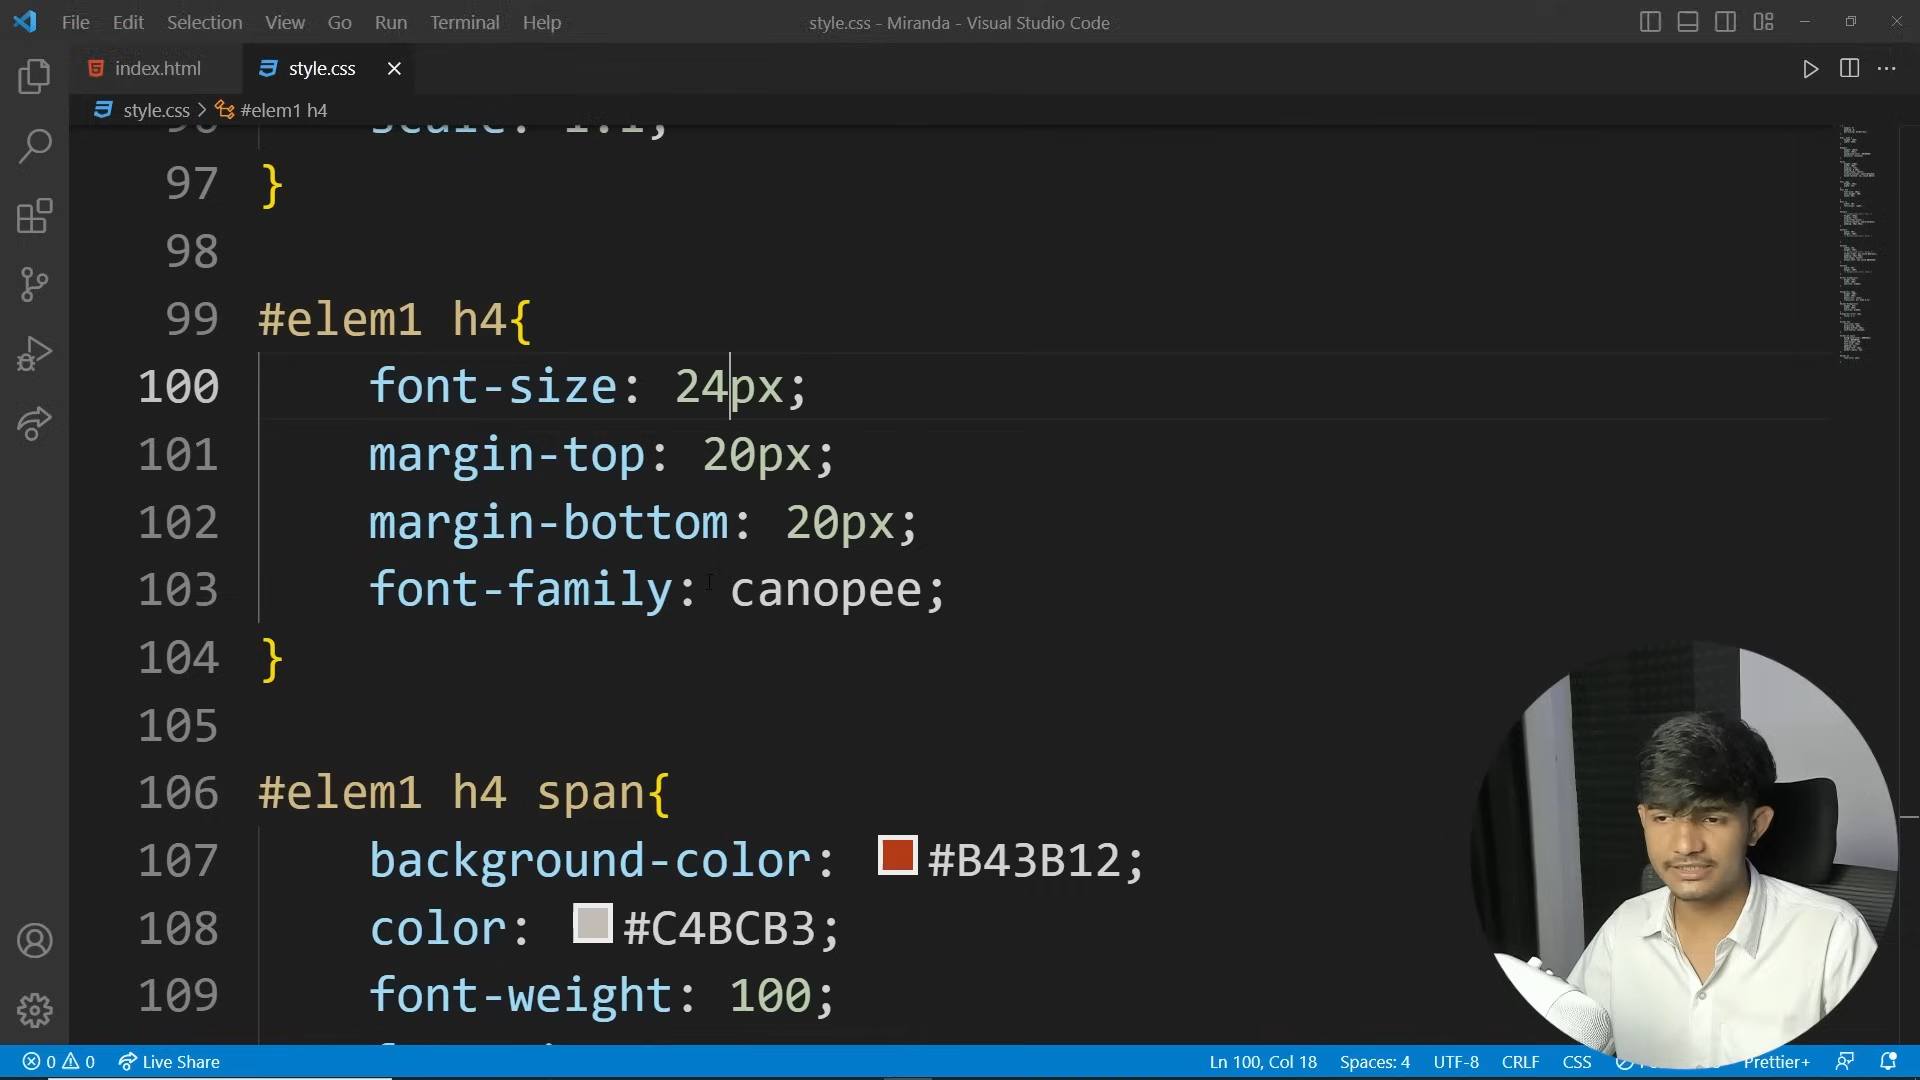 File Edit Selection View Go Run Terminal Help
style.css - Miranda - Visual Studio Code
index.html
style.css
style.css > #elem1 h4
scale: 1.1;
97 }
98
99 #elem1 h4{
100 font-size: 24px;
101 margin-top: 20px;
102 margin-bottom: 20px;
103 font-family: canopee;
104 }
105
106 #elem1 h4 span{
107 background-color: #B43B12;
108 color: #C4BCB3;
109 font-weight: 100;
0 0 Live Share
Ln 100, Col 18 Spaces: 4 UTF-8 CRLF CSS Prettier+